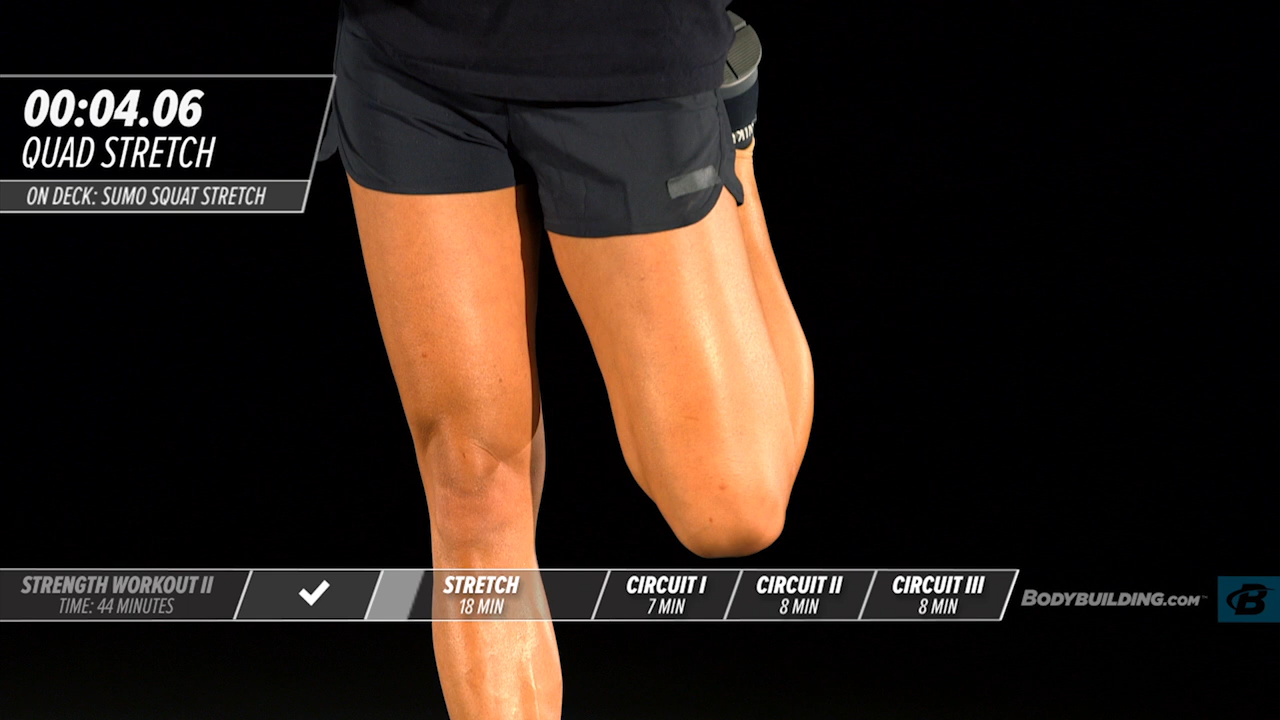 00:04.06
QUAD STRETCH
ON DECK: SUMO SQUAT STRETCH
STRENGTH WORKOUT II
TIME: 44 MINUTES
STRETCH
18 MIN
CIRCUIT I
7 MIN
CIRCUIT II
8 MIN
CIRCUIT III
8 MIN
BODYBUILDING.COM™
B